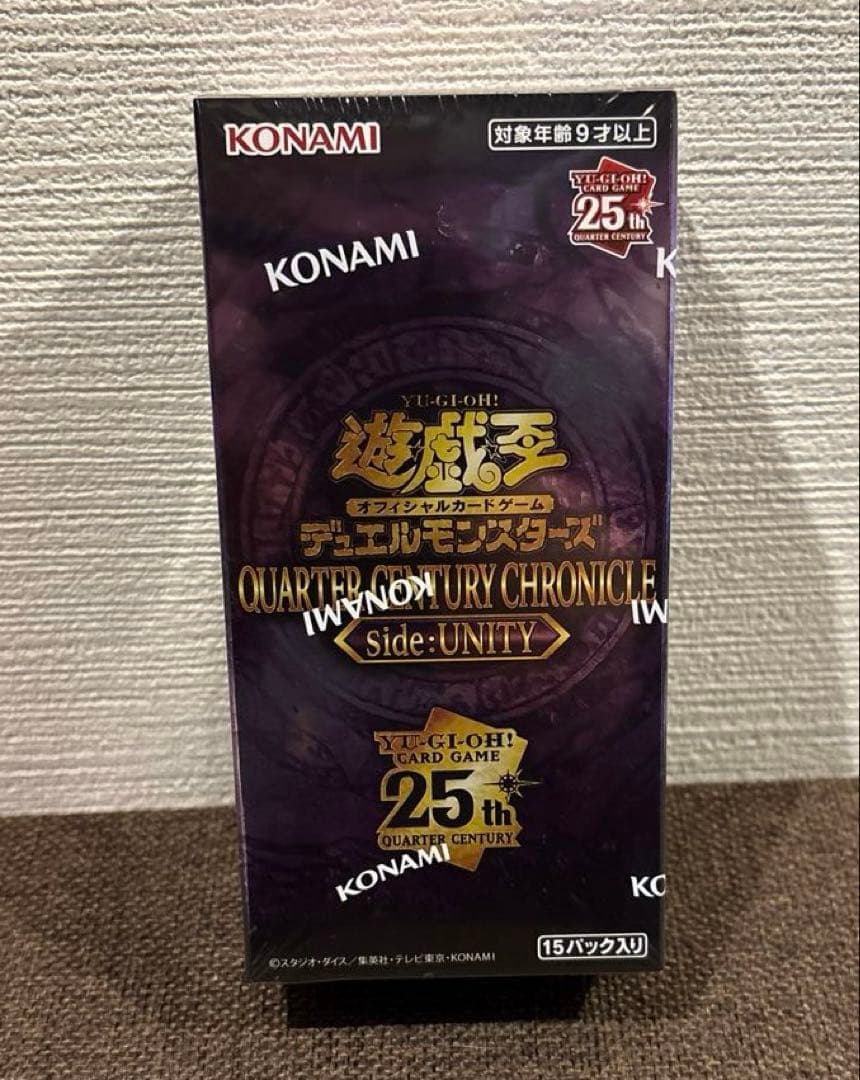 KONAMI
対象年齢9才以上
YU-GI-OH!
CARD GAME
25th
QUARTER CENTURY
KONAMI
K
YU-GI-OH!
遊戯王
オフィシャルカードゲーム
デュエルモンスターズ
QUARTER CENTURY CHRONICLE
KONAMI
MI
side:UNITY
YU-GI-OH!
CARD GAME
25th
QUARTER CENTURY
KONAMI
KO
15パック入り
©スタジオ・ダイス/集英社・テレビ東京・KONAMI